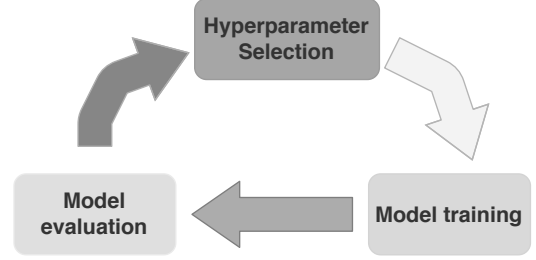 Hyperparameter
Selection
Model training
Model
evaluation